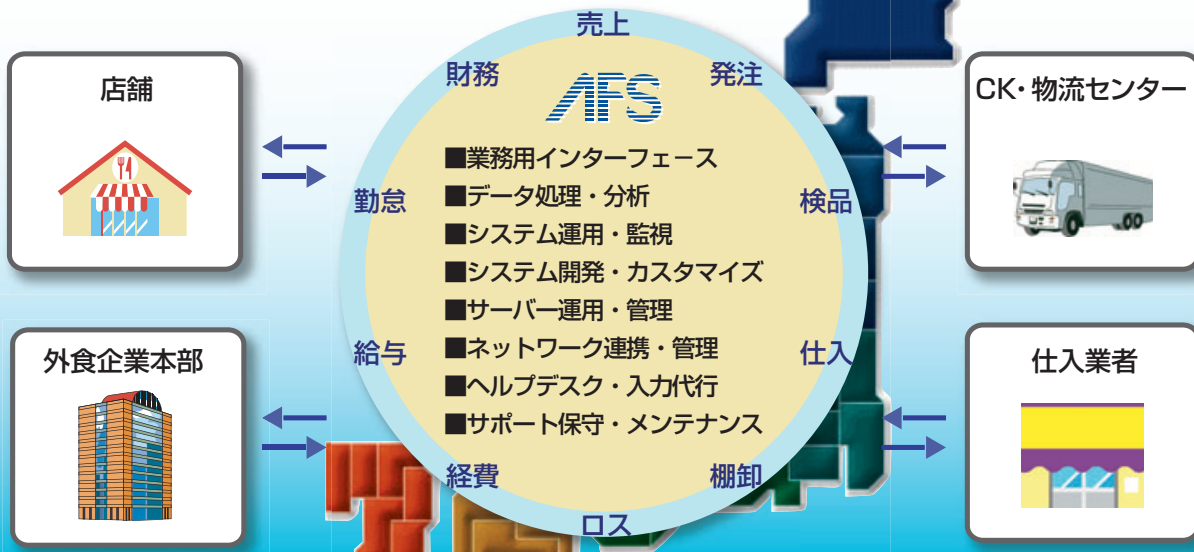 売上
財務
発注
AFS
店舗
CK・物流センター
■業務用インターフェース
■データ処理・分析
■システム運用・監視
■システム開発・カスタマイズ
■サーバー運用・管理
■ネットワーク連携・管理
■ヘルプデスク・入力代行
■サポート保守・メンテナンス
勤怠
検品
給与
仕入
外食企業本部
仕入業者
経費
棚卸
ロス